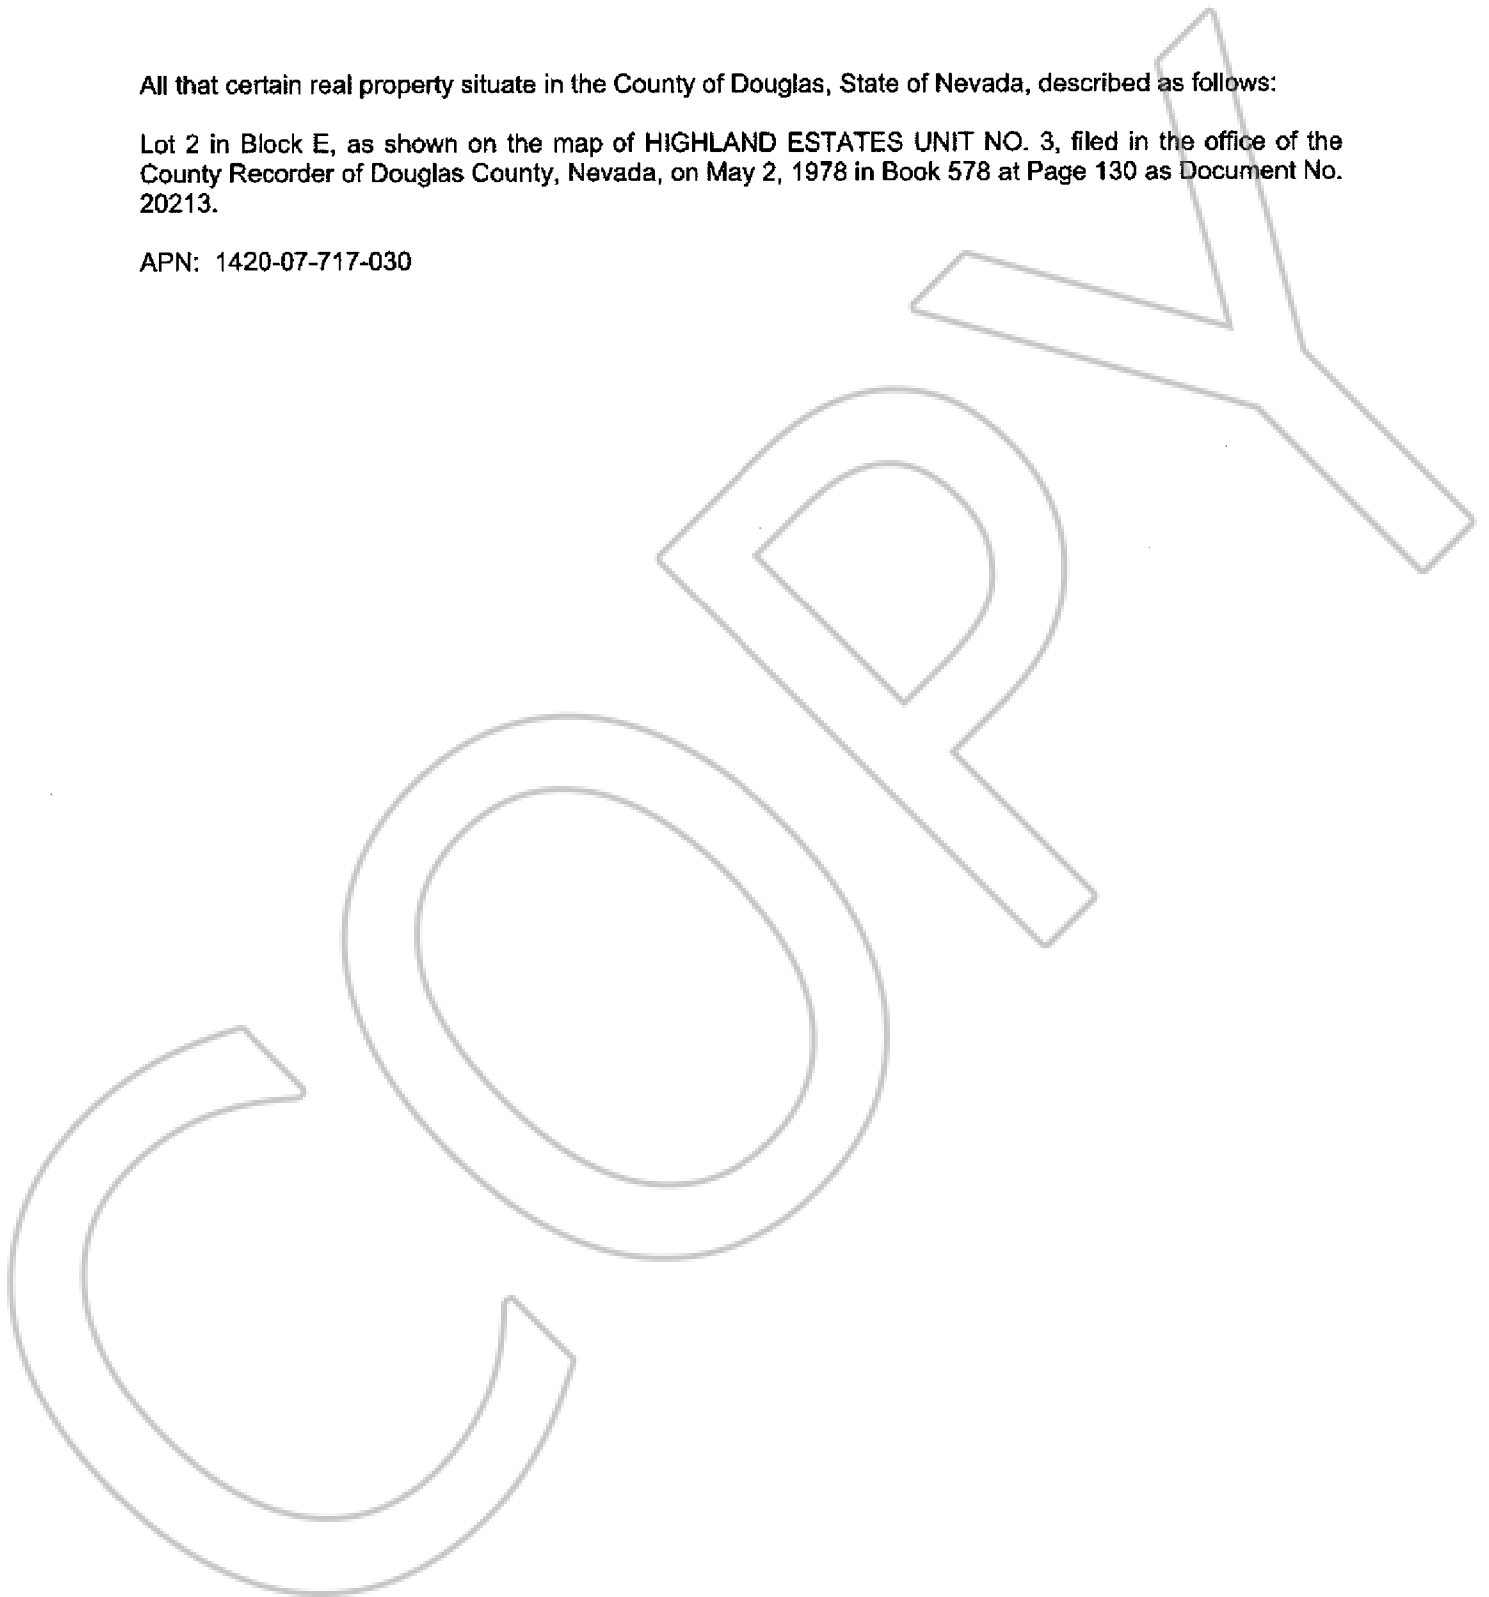 All that certain real property situate in the County of Douglas, State of Nevada, described as follows:
Lot 2 in Block E, as shown on the map of HIGHLAND ESTATES UNIT NO. 3, filed in the office of the
County Recorder of Douglas County, Nevada, on May 2, 1978 in Book 578 at Page 130 as Document No.
20213.
APN: 1420-07-717-030
COPY